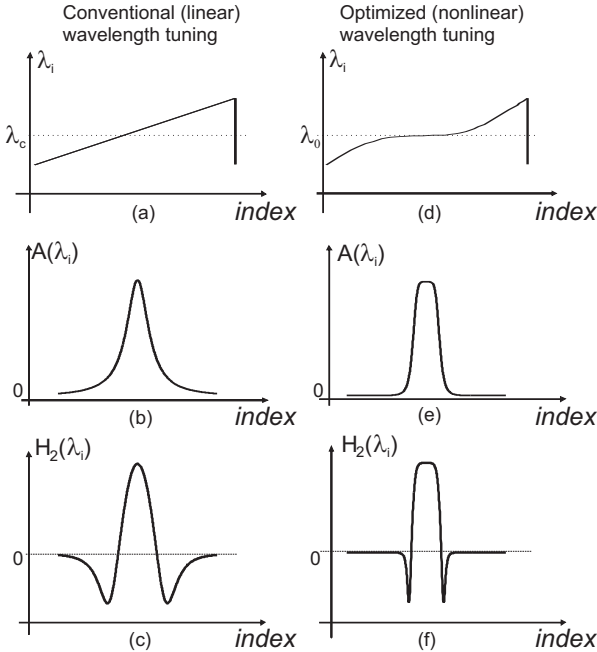 Conventional (linear)
wavelength tuning
λi
λc
(a)
index
A(λi)
0
(b)
index
H2(λi)
0
(c)
index
Optimized (nonlinear)
wavelength tuning
λi
λ0
(d)
index
A(λi)
0
(e)
index
H2(λi)
0
(f)
index